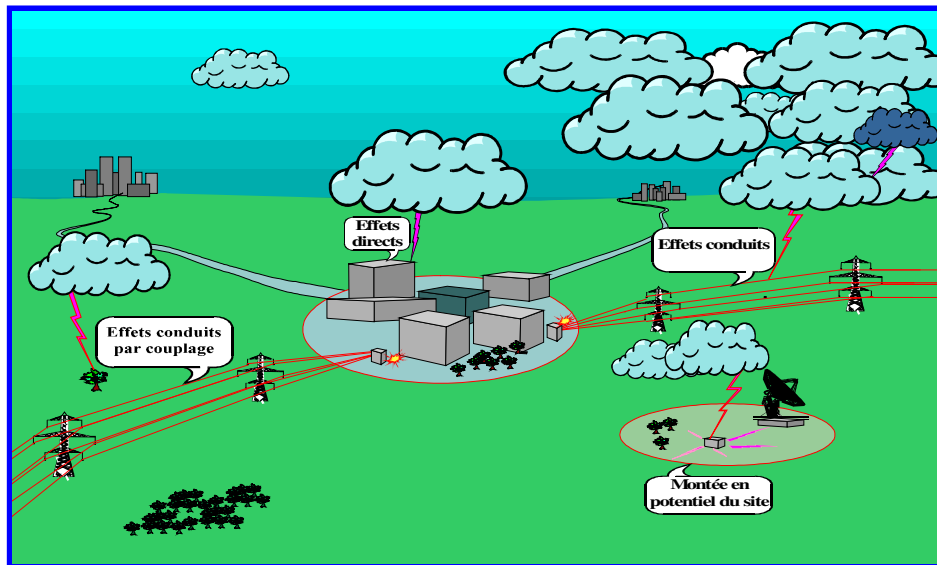 Effets
directs
Effets conduits
Effets conduits
par couplage
Montée en
potentiel du site